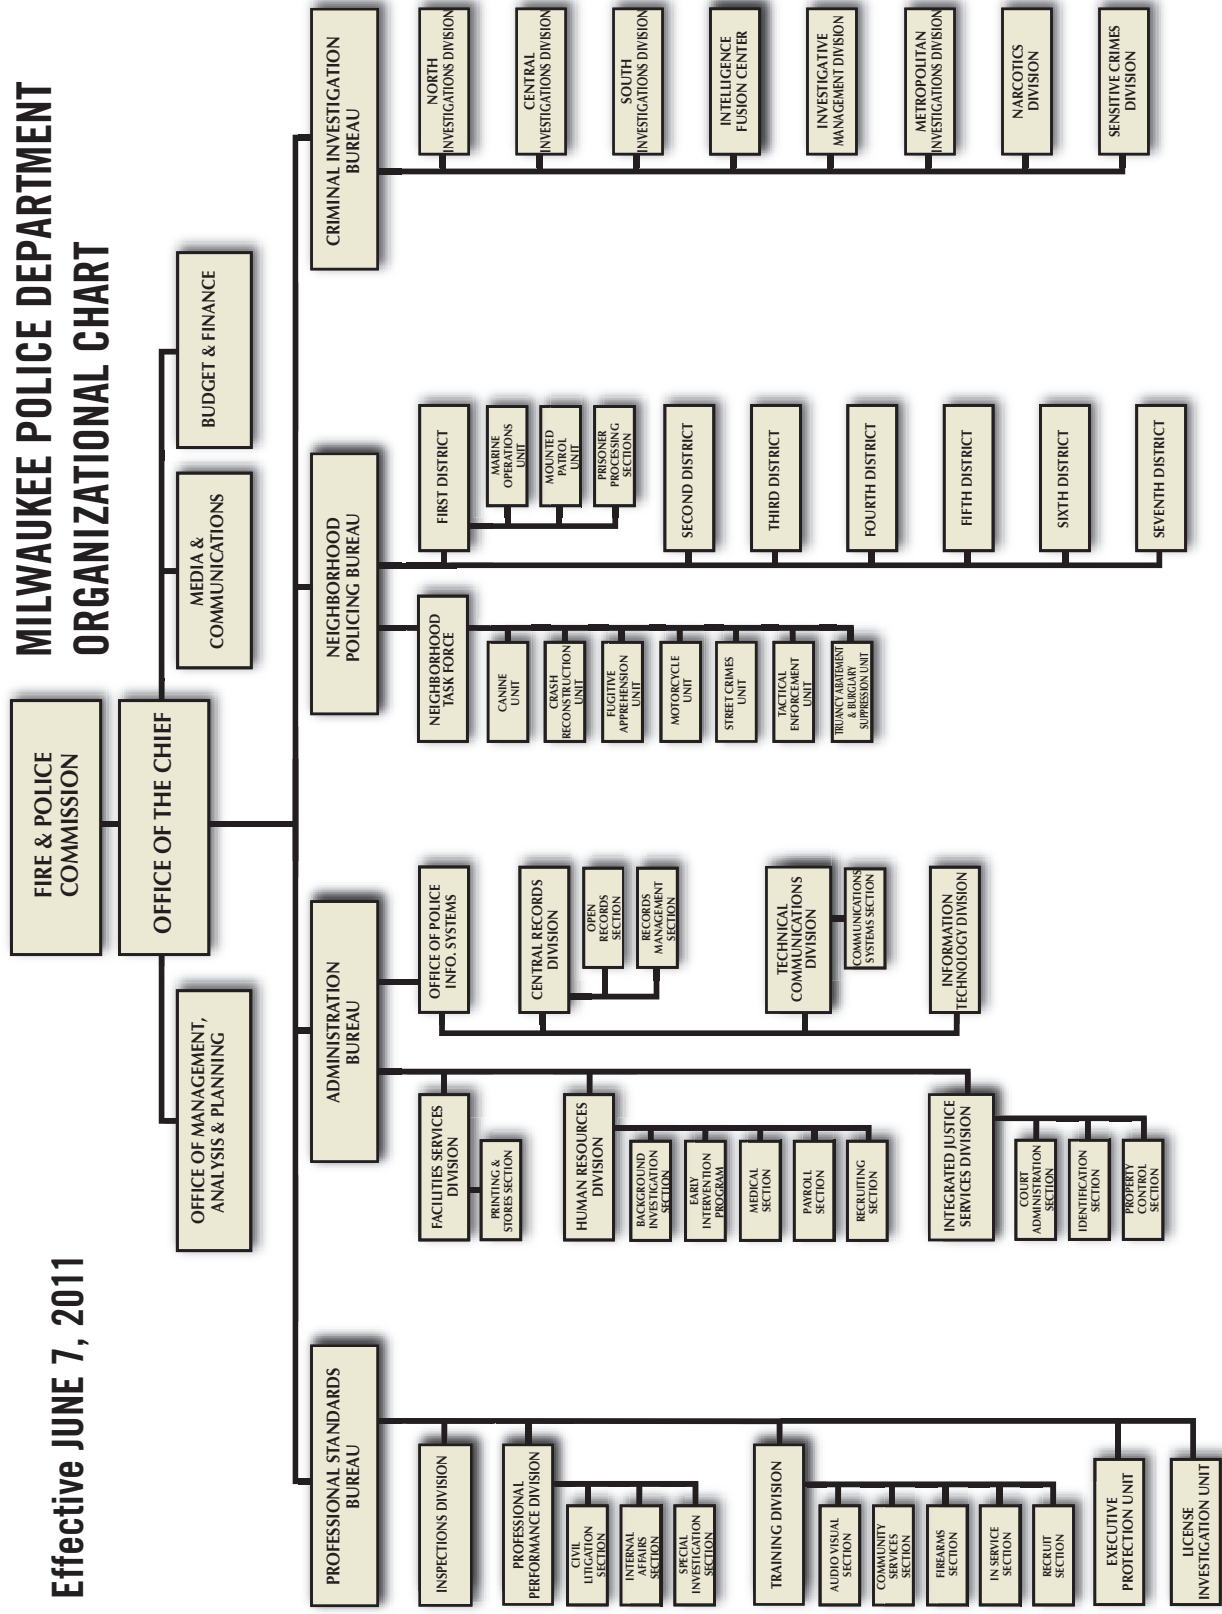 MILWAUKEE POLICE DEPARTMENT
ORGANIZATIONAL CHART
Effective JUNE 7, 2011
FIRE & POLICE
COMMISSION
OFFICE OF THE CHIEF
OFFICE OF MANAGEMENT,
ANALYSIS & PLANNING
MEDIA &
COMMUNICATIONS
BUDGET & FINANCE
PROFESSIONAL STANDARDS
BUREAU
INSPECTIONS DIVISION
PROFESSIONAL
PERFORMANCE DIVISION
CIVIL
LITIGATION
SECTION
INTERNAL
AFFAIRS
SECTION
SPECIAL
INVESTIGATION
SECTION
TRAINING DIVISION
AUDIO VISUAL
SECTION
COMMUNITY
SERVICES
SECTION
FIREARMS
SECTION
IN SERVICE
SECTION
RECRUIT
SECTION
EXECUTIVE
PROTECTION UNIT
LICENSE
INVESTIGATION UNIT
ADMINISTRATION
BUREAU
FACILITIES SERVICES
DIVISION
PRINTING &
STORES SECTION
HUMAN RESOURCES
DIVISION
BACKGROUND
INVESTIGATION
SECTION
EARLY
INTERVENTION
PROGRAM
MEDICAL
SECTION
PAYROLL
SECTION
RECRUITING
SECTION
INTEGRATED JUSTICE
SERVICES DIVISION
COURT
ADMINISTRATION
SECTION
IDENTIFICATION
SECTION
PROPERTY
CONTROL
SECTION
OFFICE OF POLICE
INFO. SYSTEMS
CENTRAL RECORDS
DIVISION
OPEN
RECORDS
SECTION
RECORDS
MANAGEMENT
SECTION
TECHNICAL
COMMUNICATIONS
DIVISION
COMMUNICATIONS
SYSTEMS SECTION
INFORMATION
TECHNOLOGY DIVISION
NEIGHBORHOOD
POLICING BUREAU
NEIGHBORHOOD
TASK FORCE
CANINE
UNIT
CRASH
RECONSTRUCTION
UNIT
FUGITIVE
APPREHENSION
UNIT
MOTORCYCLE
UNIT
STREET CRIMES
UNIT
TACTICAL
ENFORCEMENT
UNIT
TRUANCY ABATEMENT
& BURGLARY
SUPPRESSION UNIT
FIRST DISTRICT
MARINE
OPERATIONS
UNIT
MOUNTED
PATROL
UNIT
PRISONER
PROCESSING
SECTION
SECOND DISTRICT
THIRD DISTRICT
FOURTH DISTRICT
FIFTH DISTRICT
SIXTH DISTRICT
SEVENTH DISTRICT
CRIMINAL INVESTIGATION
BUREAU
NORTH
INVESTIGATIONS DIVISION
CENTRAL
INVESTIGATIONS DIVISION
SOUTH
INVESTIGATIONS DIVISION
INTELLIGENCE
FUSION CENTER
INVESTIGATIVE
MANAGEMENT DIVISION
METROPOLITAN
INVESTIGATIONS DIVISION
NARCOTICS
DIVISION
SENSITIVE CRIMES
DIVISION